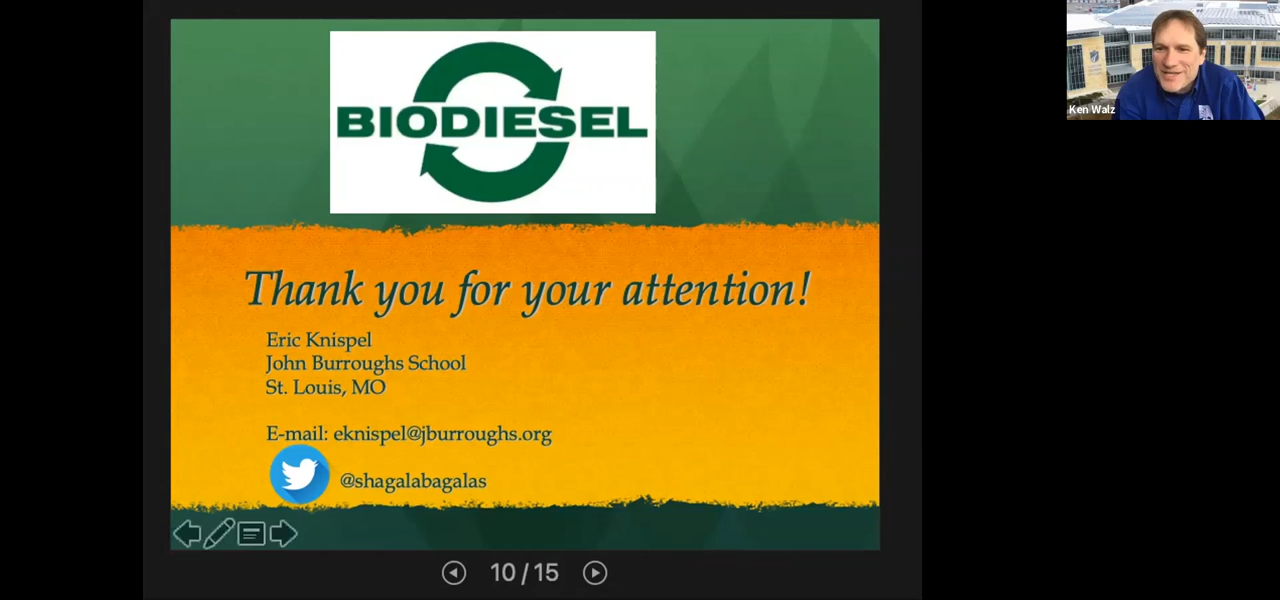 BIODIESEL
Ken Walz
Thank you for your attention!
Eric Knispel
John Burroughs School
St. Louis, MO
E-mail: eknispel@jburroughs.org
@shagalabagalas
10 / 15